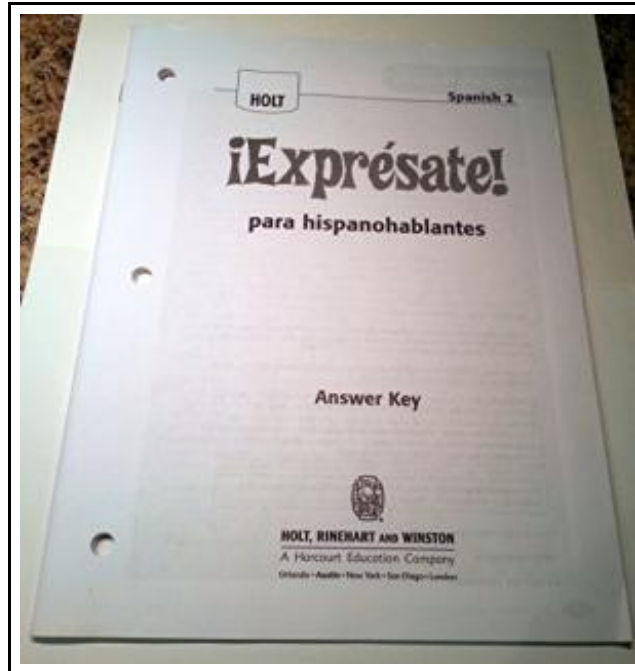 HOLT
Spanish 2
¡Exprésate!
para hispanohablantes
Answer Key
HOLT, RINEHART AND WINSTON
A Harcourt Education Company
Orlando • Austin • New York • San Diego • London